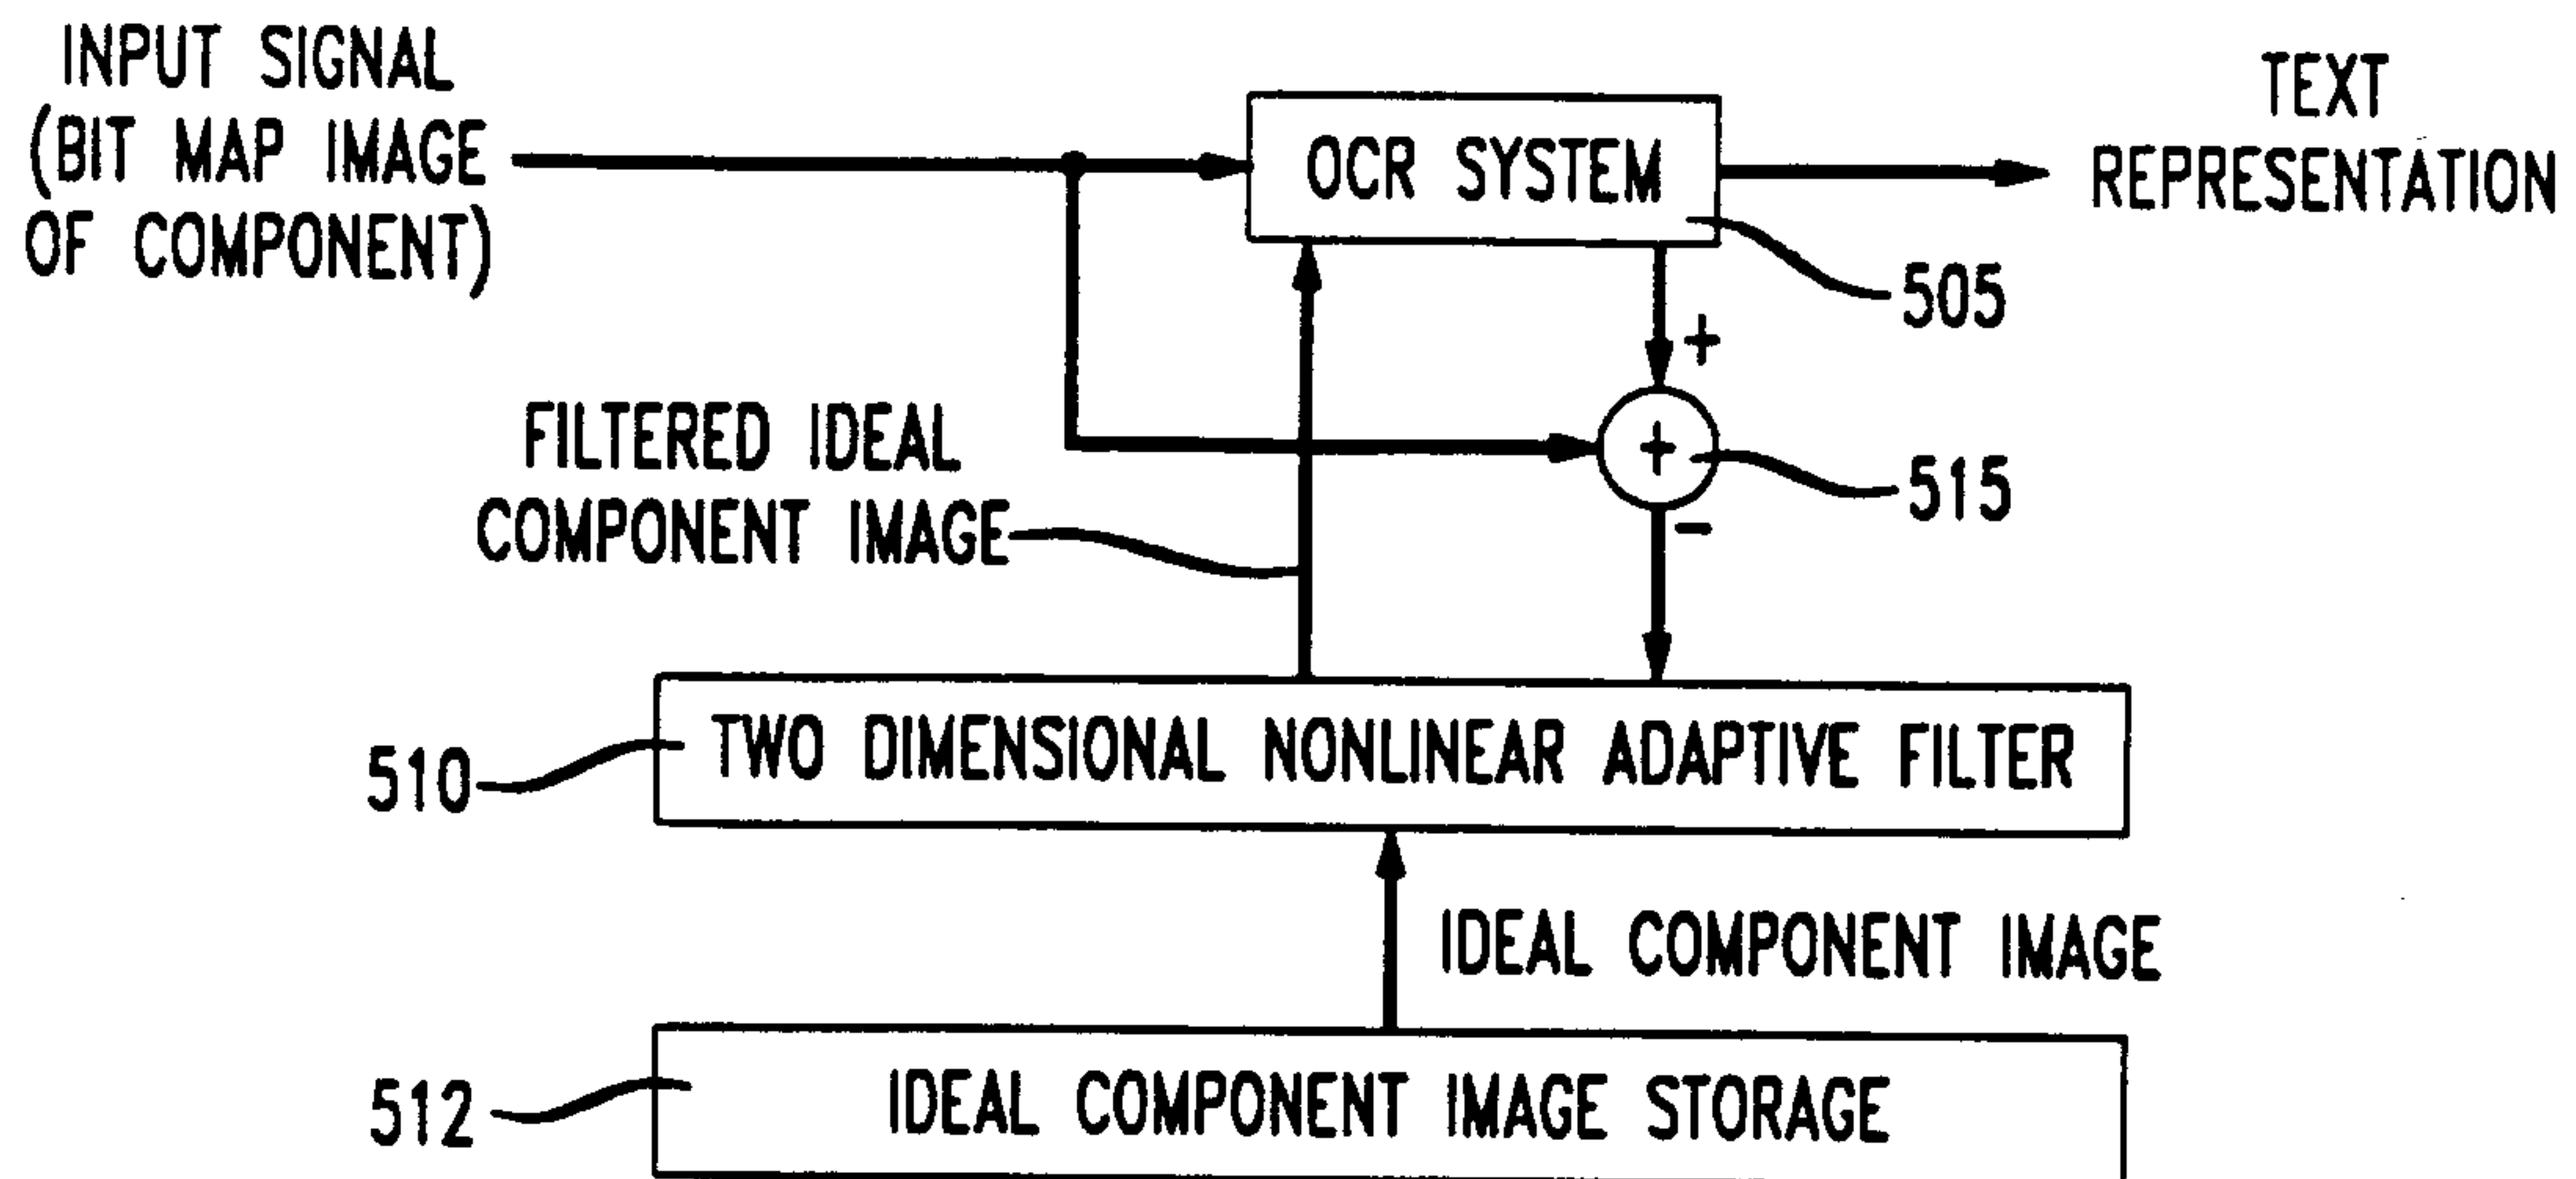 INPUT SIGNAL
(BIT MAP IMAGE
OF COMPONENT)
OCR SYSTEM
TEXT
REPRESENTATION
505
+
+
515
−
FILTERED IDEAL
COMPONENT IMAGE
510
TWO DIMENSIONAL NONLINEAR ADAPTIVE FILTER
IDEAL COMPONENT IMAGE
512
IDEAL COMPONENT IMAGE STORAGE